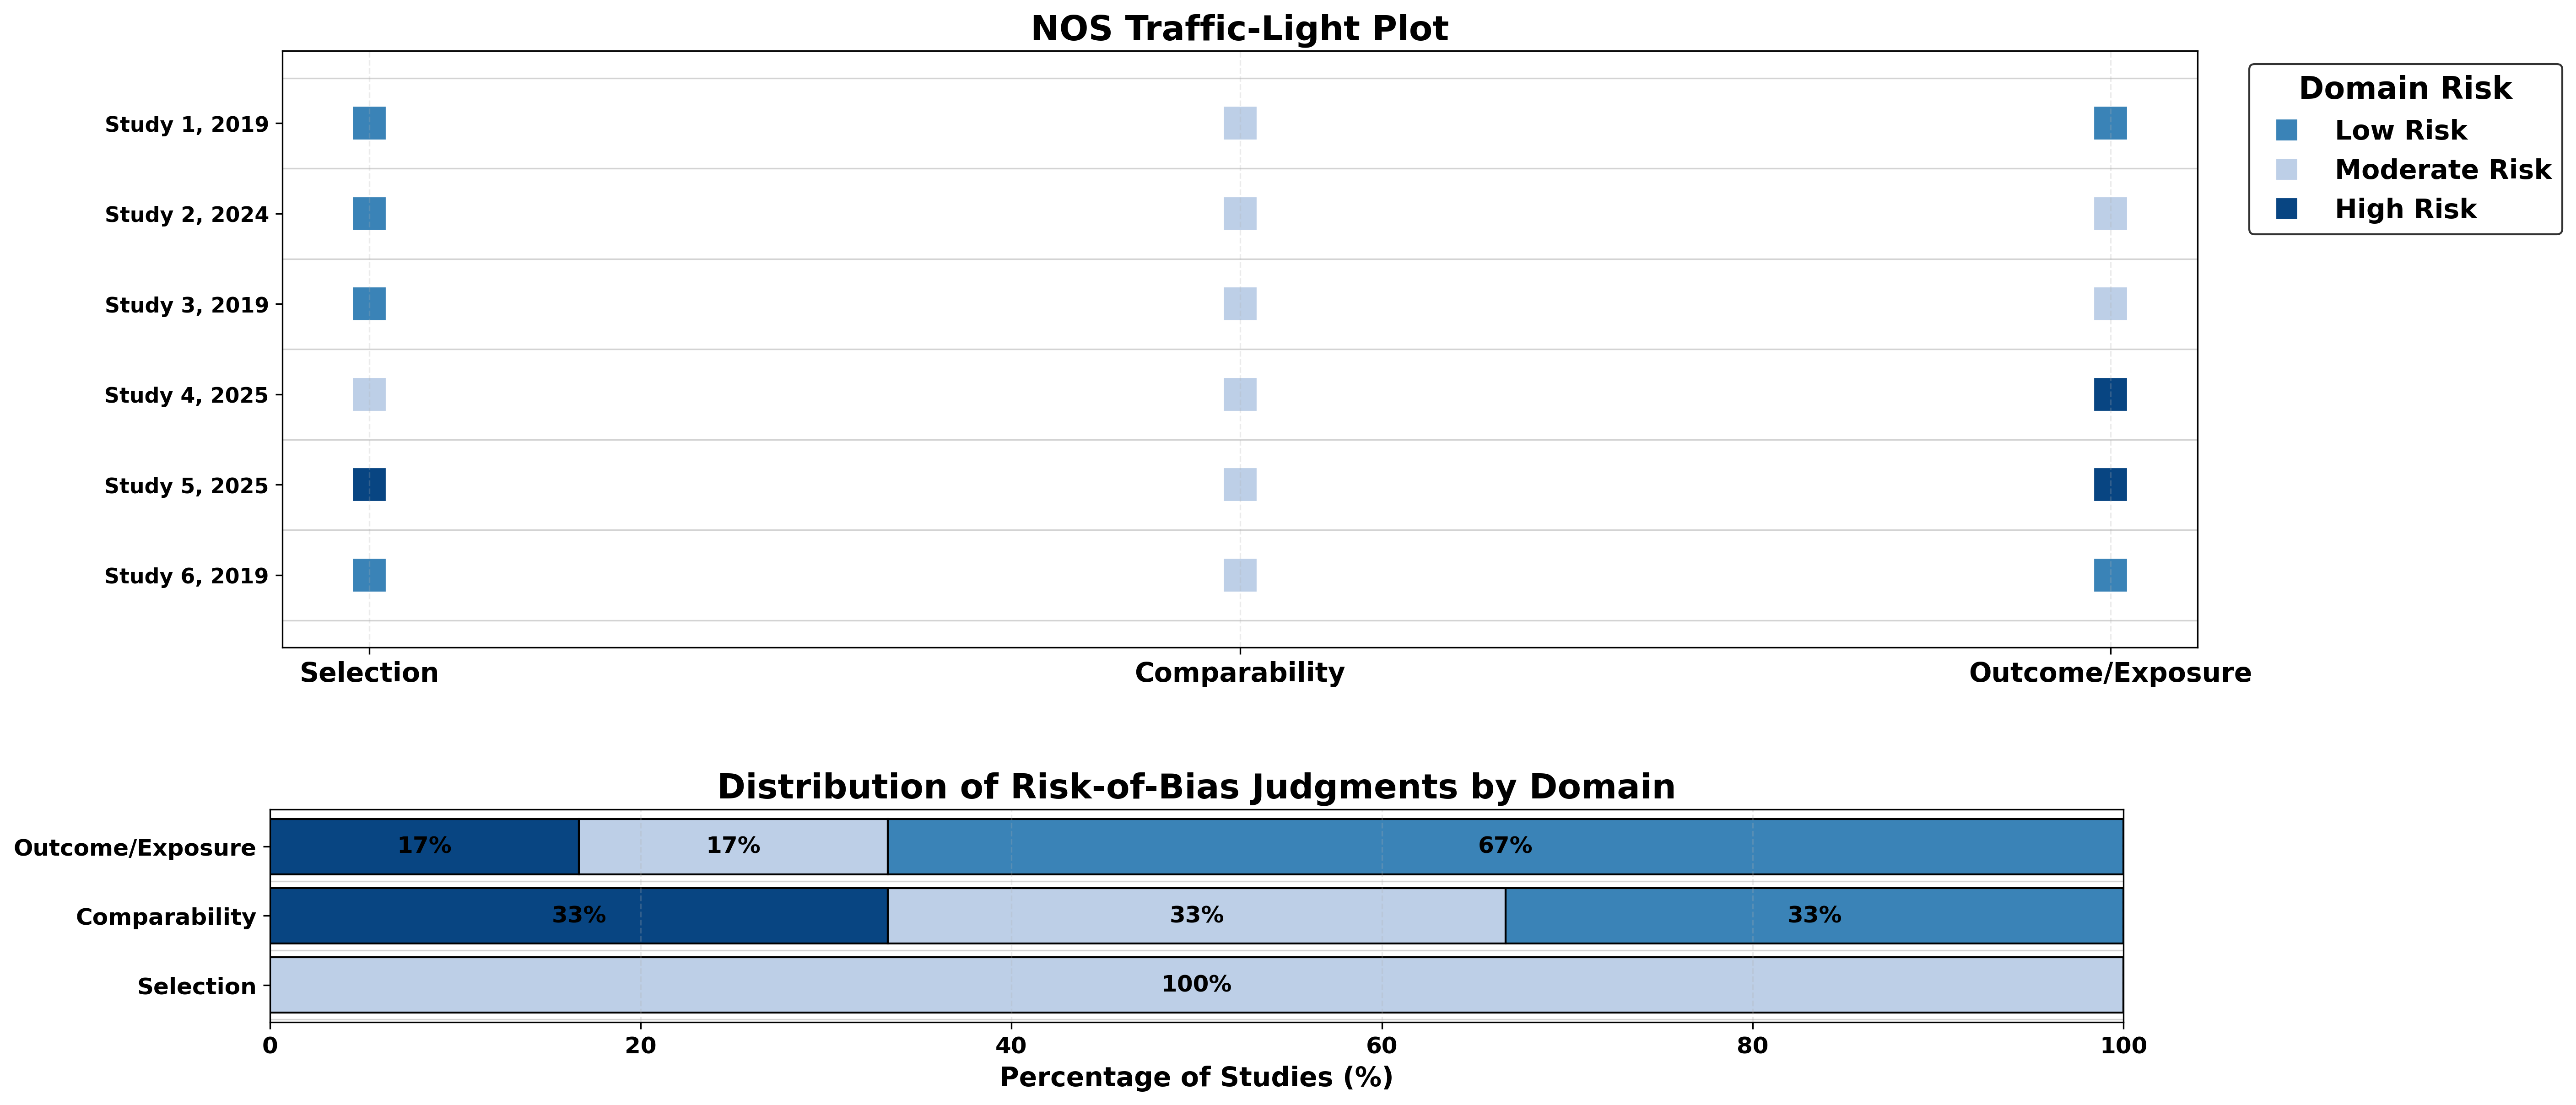 NOS Traffic-Light Plot
Domain Risk
Low Risk
Moderate Risk
High Risk
Study 1, 2019
Study 2, 2024
Study 3, 2019
Study 4, 2025
Study 5, 2025
Study 6, 2019
Selection Comparability Outcome/Exposure
Distribution of Risk-of-Bias Judgments by Domain
Outcome/Exposure 17% 17% 67%
Comparability 33% 33% 33%
Selection 100%
0 20 40 60 80 100
Percentage of Studies (%)